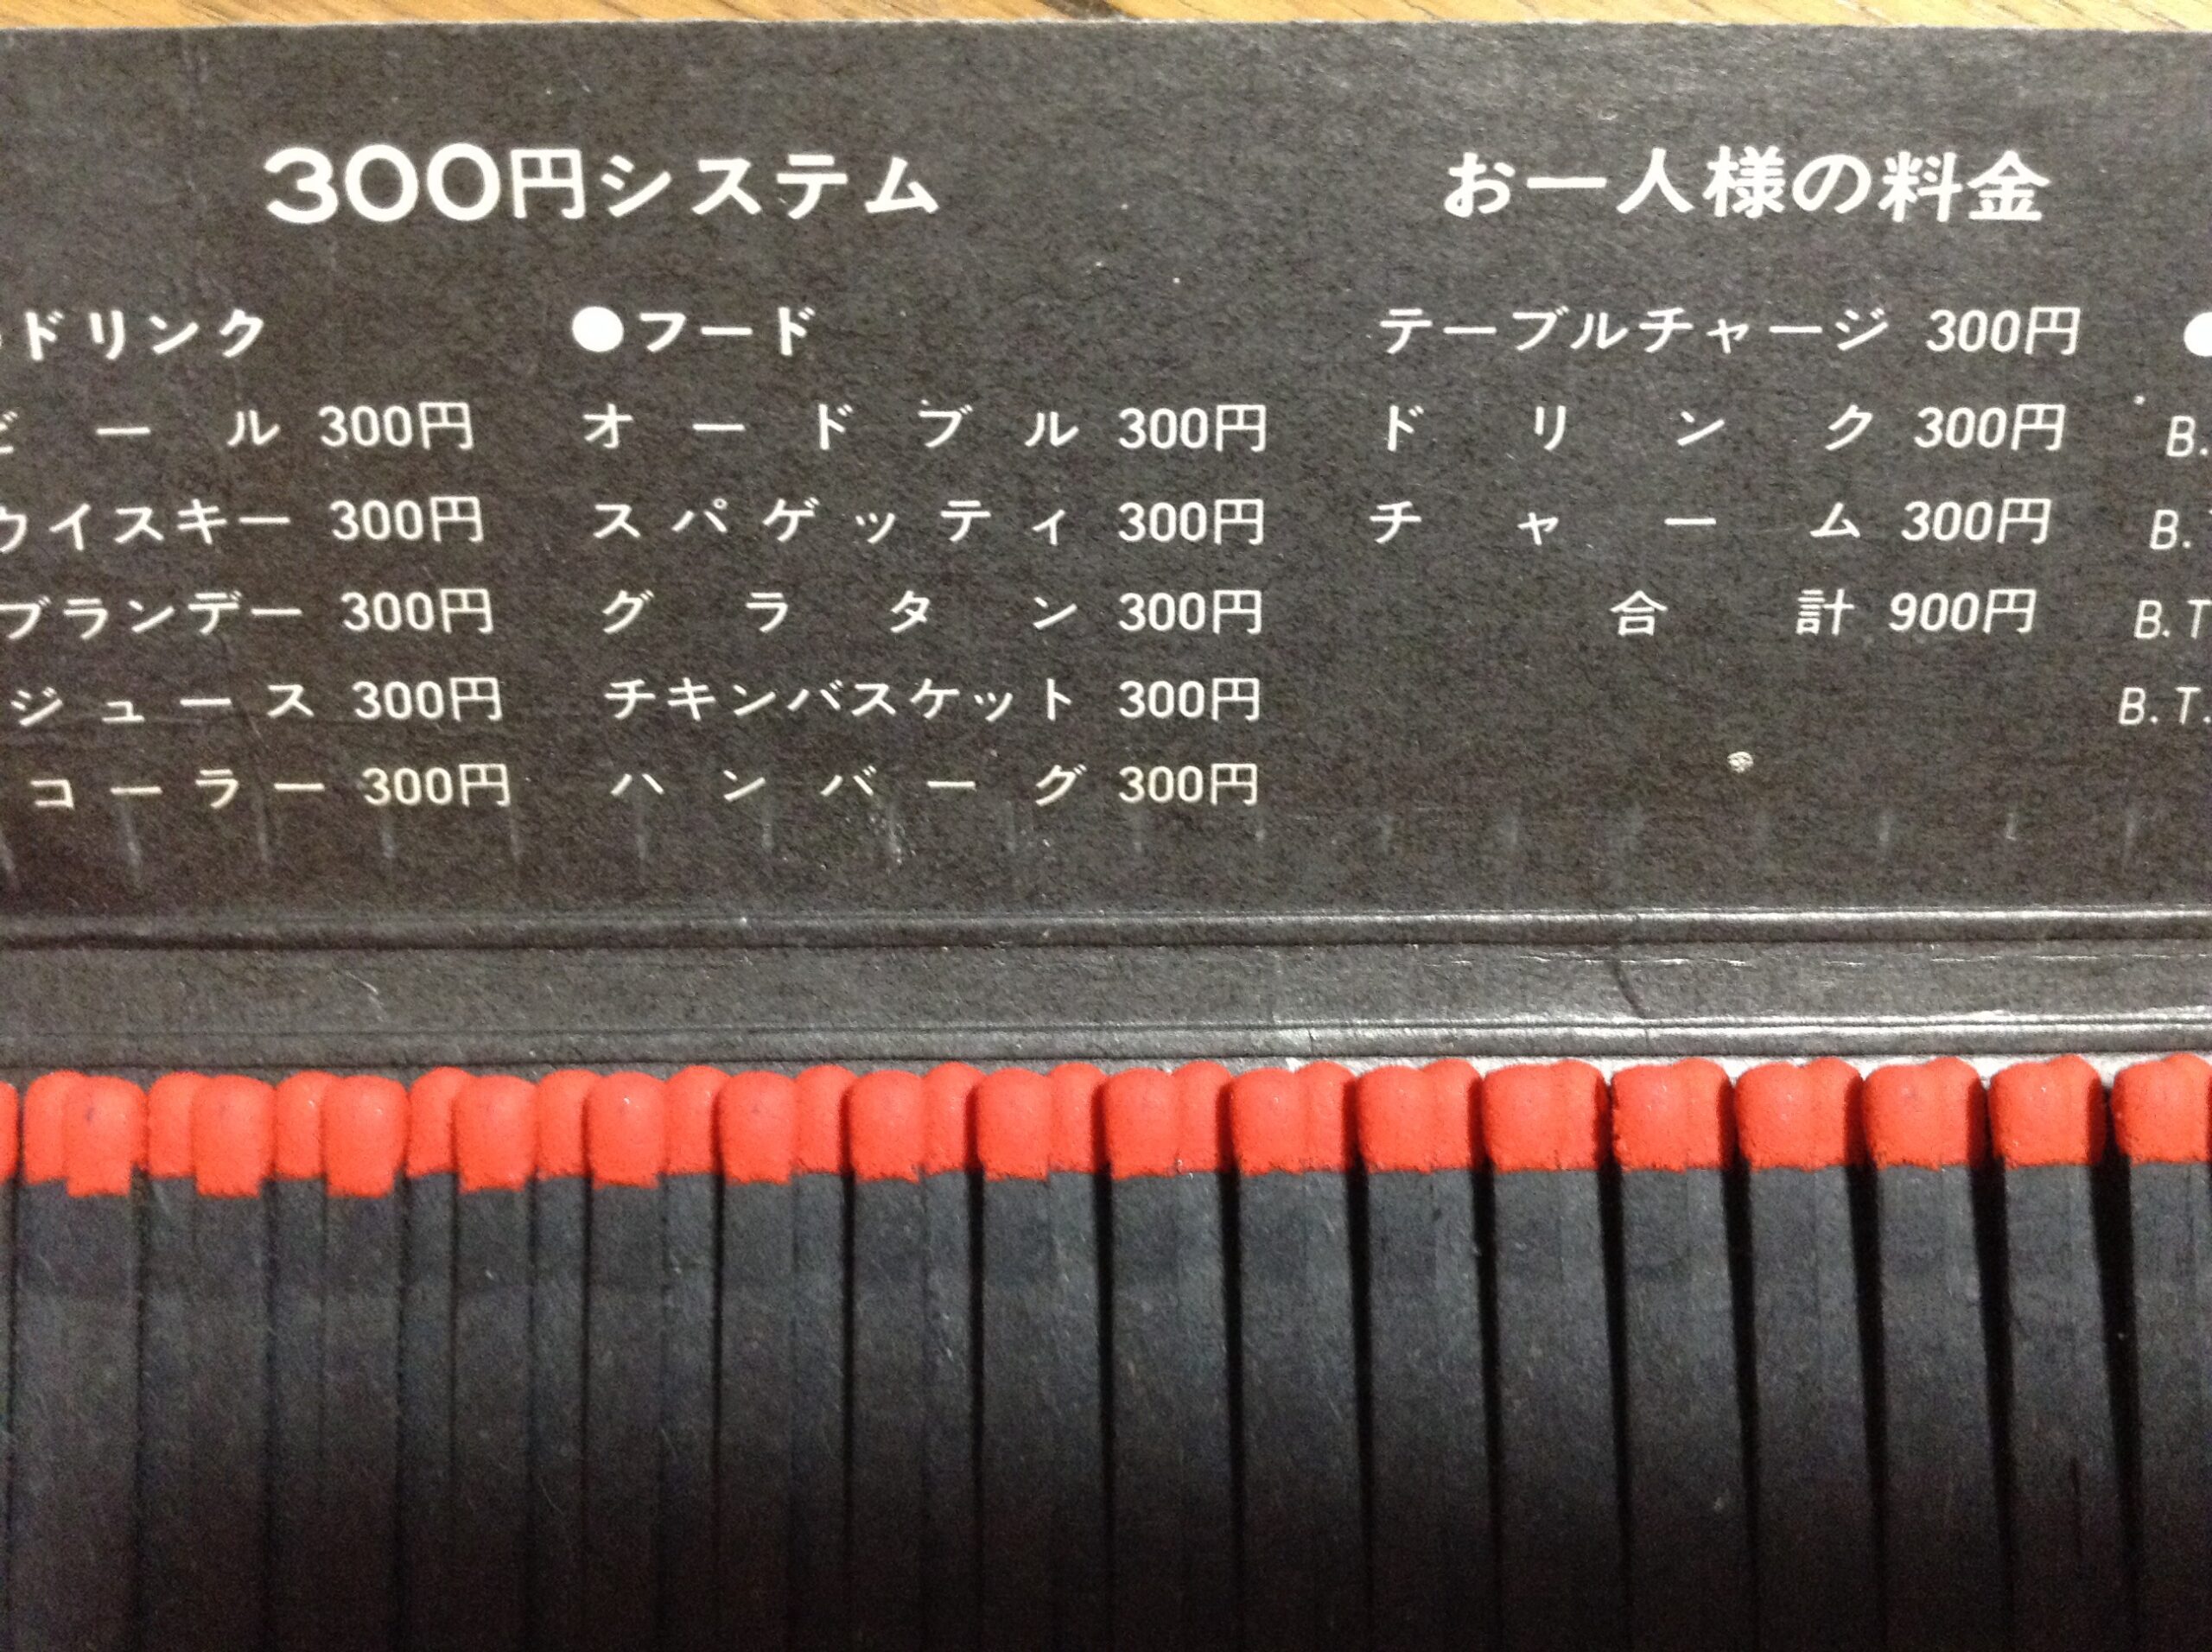 300円システム
ドリンク
ビール 300円
ウイスキー 300円
ブランデー 300円
ジュース 300円
コーラー 300円
●フード
オードブル 300円
スパゲッティ 300円
グラタン 300円
チキンバスケット 300円
ハンバーグ 300円
お一人様の料金
テーブルチャージ 300円
ドリンク 300円
チャーム 300円
合計 900円
B.
B.
B.T
B.T.